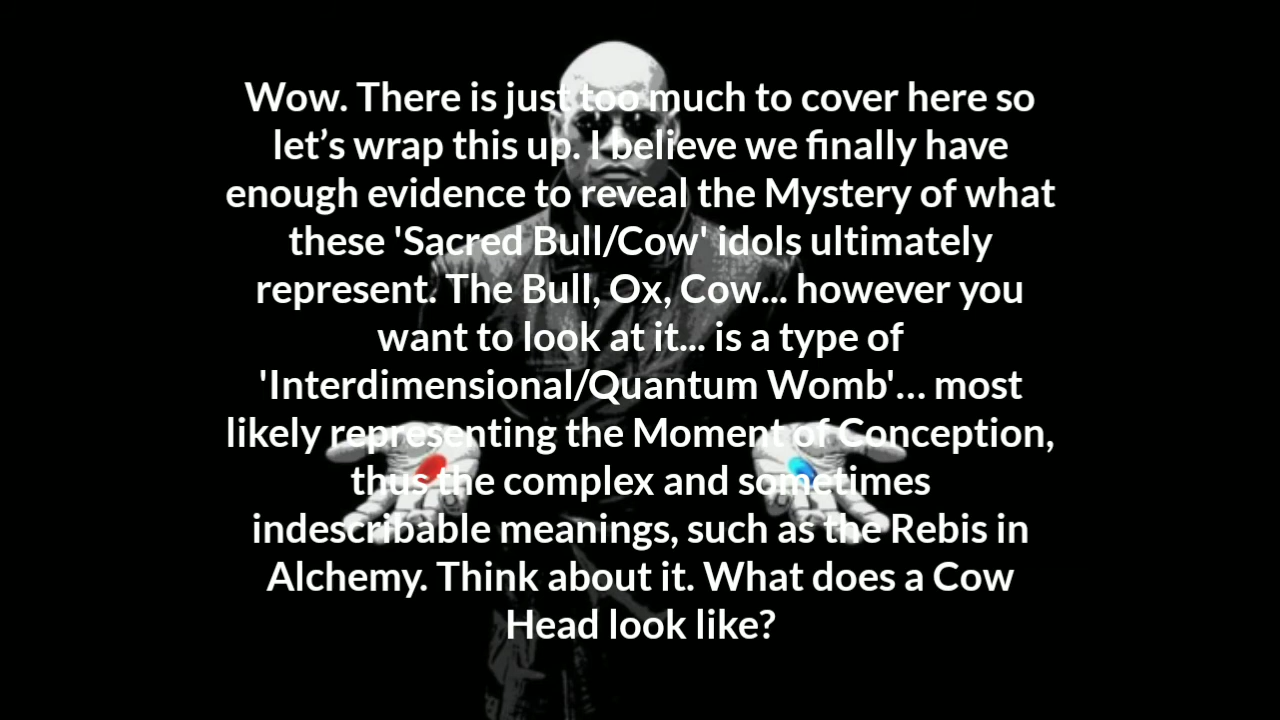 Wow. There is just too much to cover here so
let’s wrap this up. I believe we finally have
enough evidence to reveal the Mystery of what
these 'Sacred Bull/Cow' idols ultimately
represent. The Bull, Ox, Cow... however you
want to look at it... is a type of
'Interdimensional/Quantum Womb'… most
likely representing the Moment of Conception,
thus the complex and sometimes
indescribable meanings, such as the Rebis in
Alchemy. Think about it. What does a Cow
Head look like?